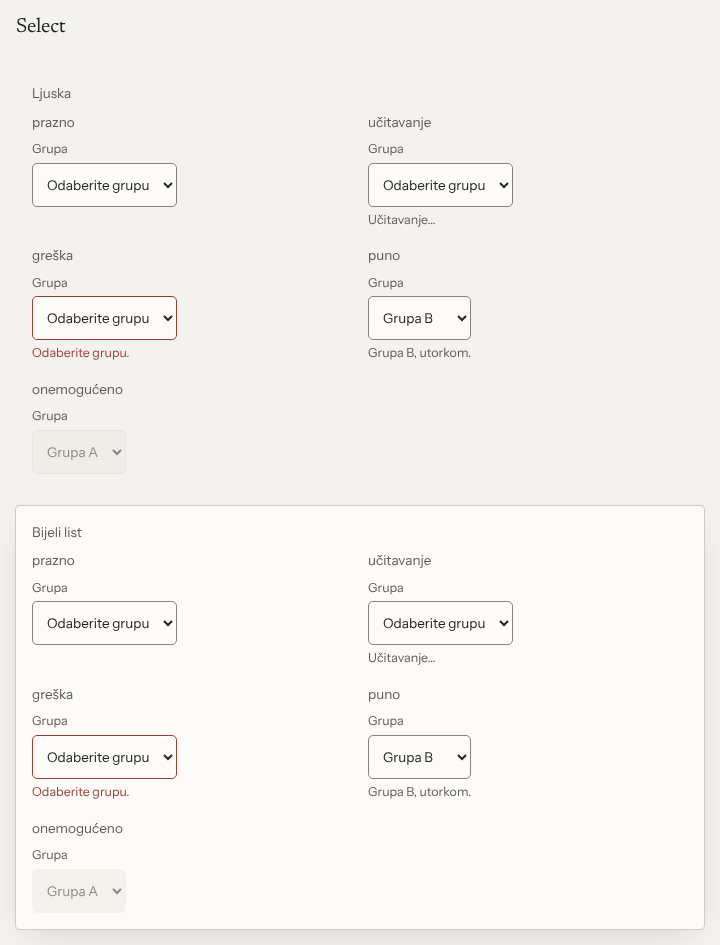 Select
Ljuska
prazno
Grupa
Odaberite grupu
učitavanje
Grupa
Odaberite grupu
Učitavanje…
greška
Grupa
Odaberite grupu
Odaberite grupu.
puno
Grupa
Grupa B
Grupa B, utorkom.
onemogućeno
Grupa
Grupa A
Bijeli list
prazno
Grupa
Odaberite grupu
učitavanje
Grupa
Odaberite grupu
Učitavanje…
greška
Grupa
Odaberite grupu
Odaberite grupu.
puno
Grupa
Grupa B
Grupa B, utorkom.
onemogućeno
Grupa
Grupa A